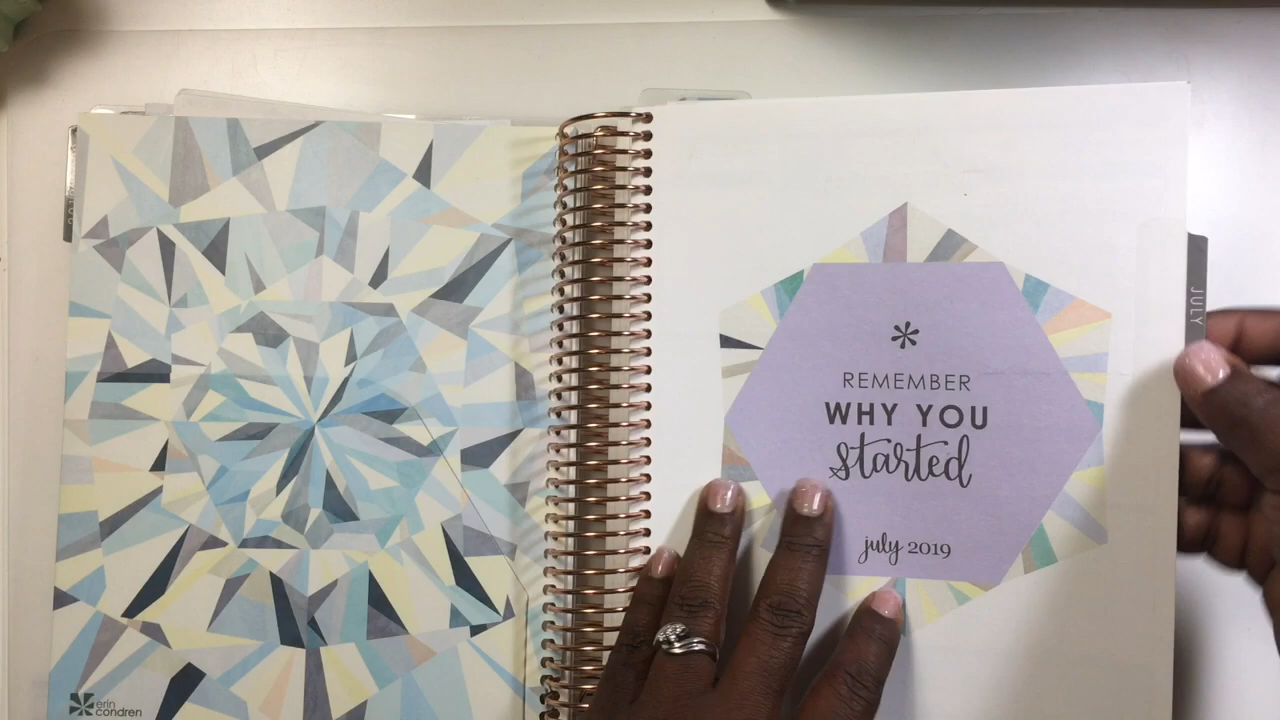 erin
condren
REMEMBER
WHY YOU
started
july 2019
JULY